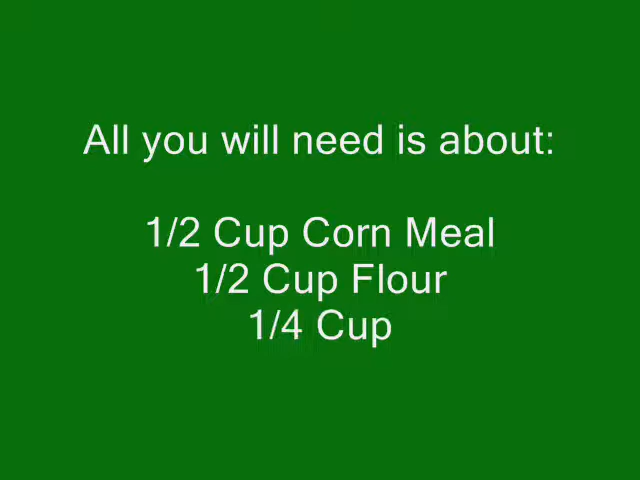 All you will need is about:
1/2 Cup Corn Meal
1/2 Cup Flour
1/4 Cup